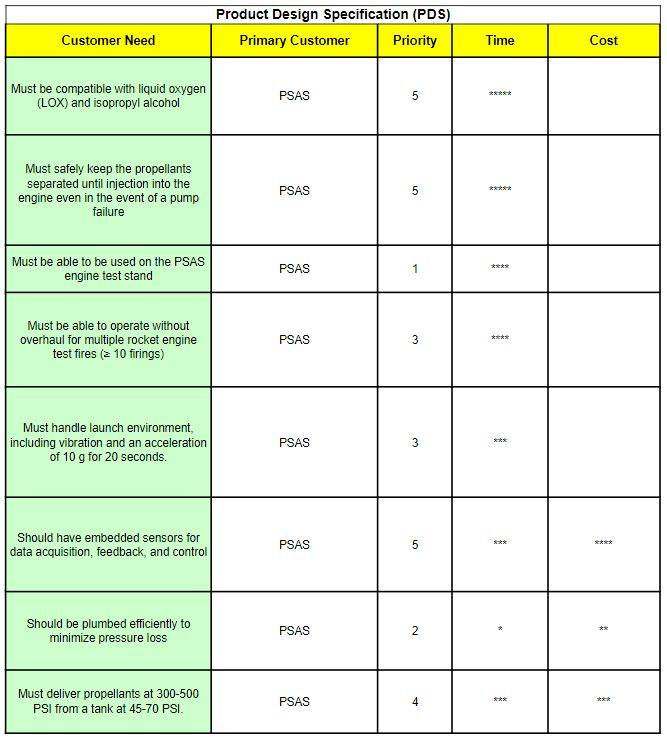 Product Design Specification (PDS)
Customer Need Primary Customer Priority Time Cost
Must be compatible with liquid oxygen
(LOX) and isopropyl alcohol
PSAS 5 *****
Must safely keep the propellants
separated until injection into the
engine even in the event of a pump
failure
PSAS 5 *****
Must be able to be used on the PSAS
engine test stand
PSAS 1 ****
Must be able to operate without
overhaul for multiple rocket engine
test fires (≥ 10 firings)
PSAS 3 ****
Must handle launch environment,
including vibration and an acceleration
of 10 g for 20 seconds.
PSAS 3 ***
Should have embedded sensors for
data acquisition, feedback, and control
PSAS 5 *** ****
Should be plumbed efficiently to
minimize pressure loss
PSAS 2 * **
Must deliver propellants at 300-500
PSI from a tank at 45-70 PSI.
PSAS 4 *** ***